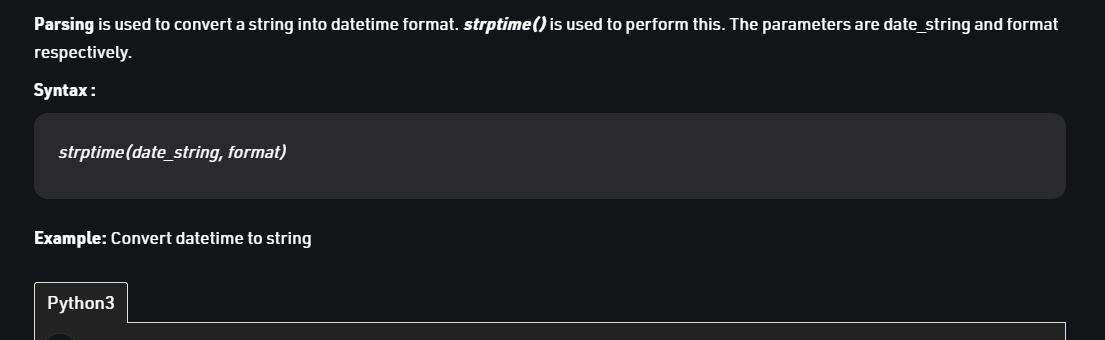 Parsing is used to convert a string into datetime format. strptime() is used to perform this. The parameters are date_string and format
respectively.
Syntax :
strptime(date_string, format)
Example: Convert datetime to string
Python3